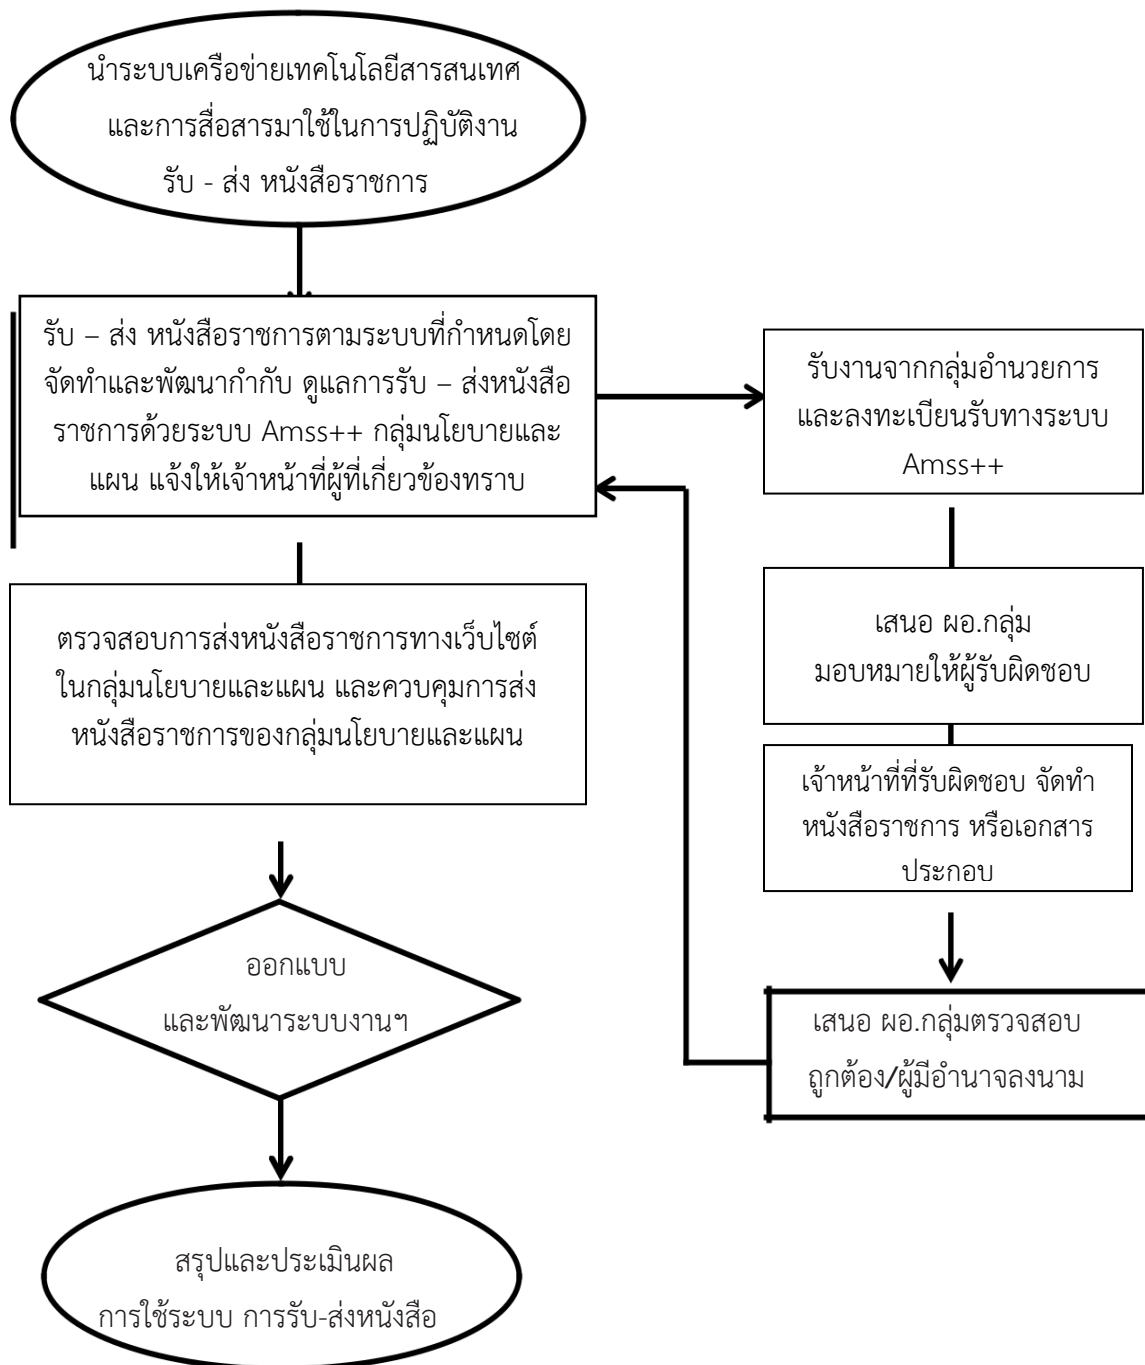 นำระบบเครือข่ายเทคโนโลยีสารสนเทศ
และการสื่อสารมาใช้ในการปฏิบัติงาน
รับ - ส่ง หนังสือราชการ
รับ – ส่ง หนังสือราชการตามระบบที่กำหนดโดย
จัดทำและพัฒนากำกับ ดูแลการรับ – ส่งหนังสือ
ราชการด้วยระบบ Amss++ กลุ่มนโยบายและ
แผน แจ้งให้เจ้าหน้าที่ผู้ที่เกี่ยวข้องทราบ
รับงานจากกลุ่มอำนวยการ
และลงทะเบียนรับทางระบบ
Amss++
เสนอ ผอ.กลุ่ม
มอบหมายให้ผู้รับผิดชอบ
เจ้าหน้าที่ที่รับผิดชอบ จัดทำ
หนังสือราชการ หรือเอกสาร
ประกอบ
เสนอ ผอ.กลุ่มตรวจสอบ
ถูกต้อง/ผู้มีอำนาจลงนาม
ตรวจสอบการส่งหนังสือราชการทางเว็บไซต์
ในกลุ่มนโยบายและแผน และควบคุมการส่ง
หนังสือราชการของกลุ่มนโยบายและแผน
ออกแบบ
และพัฒนาระบบงานฯ
สรุปและประเมินผล
การใช้ระบบ การรับ-ส่งหนังสือ